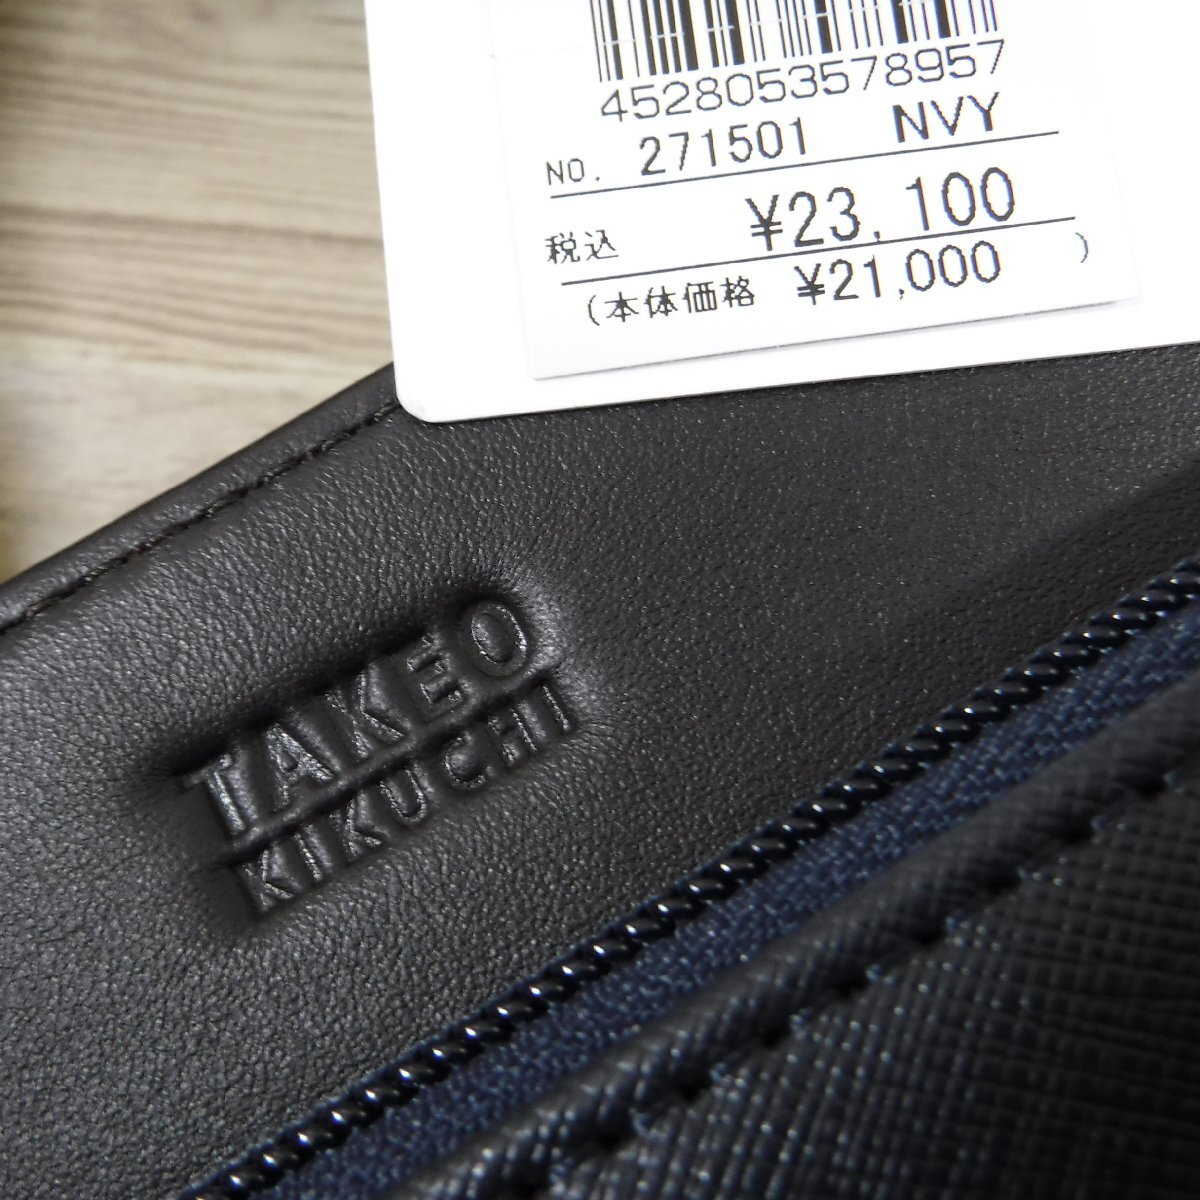 4528053578957
NO. 271501 NVY
税込 ¥23,100
(本体価格 ¥21,000 )
TAKEO
KIKUCHI